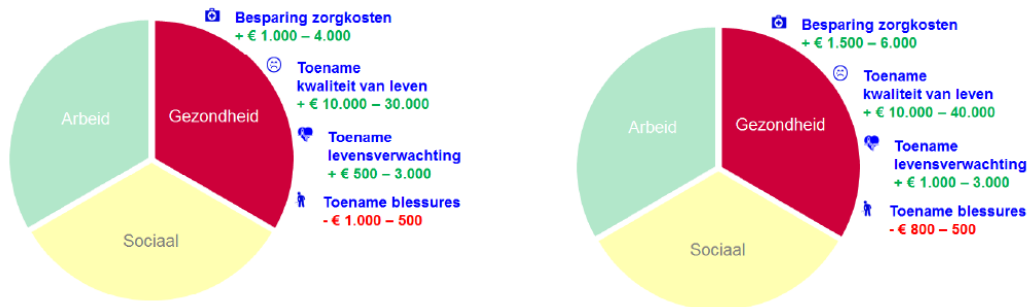 Besparing zorgkosten
+ € 1.000 – 4.000
Toename
kwaliteit van leven
+ € 10.000 – 30.000
Arbeid
Gezondheid
Toename
levensverwachting
+ € 500 – 3.000
Toename blessures
- € 1.000 – 500
Sociaal
Besparing zorgkosten
+ € 1.500 – 6.000
Toename
kwaliteit van leven
+ € 10.000 – 40.000
Arbeid
Gezondheid
Toename
levensverwachting
+ € 1.000 – 3.000
Toename blessures
- € 800 – 500
Sociaal